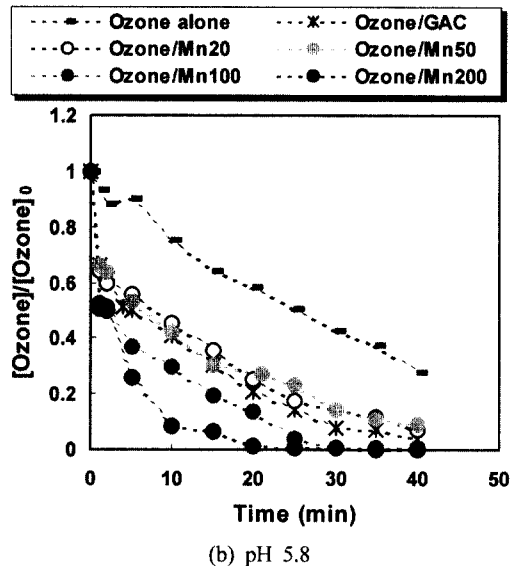 Ozone alone Ozone/GAC
Ozone/Mn20 Ozone/Mn50
Ozone/Mn100 Ozone/Mn200
1.2
1
0.8
0.6
0.4
0.2
0
[Ozone]/[Ozone]0
0 10 20 30 40 50
Time (min)
(b) pH 5.8